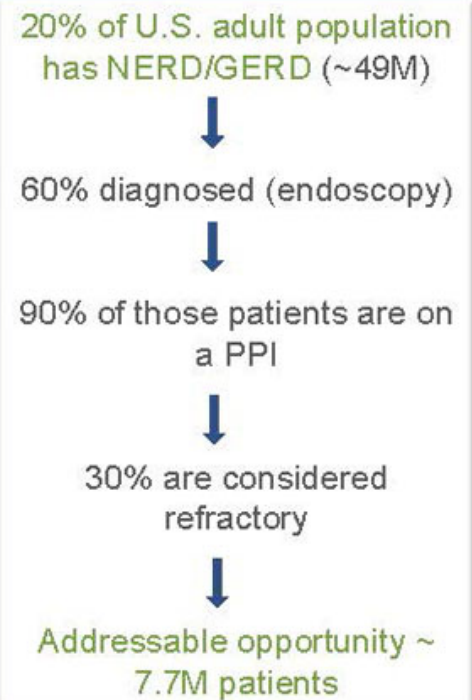 20% of U.S. adult population
has NERD/GERD (~49M)
60% diagnosed (endoscopy)
90% of those patients are on
a PPI
30% are considered
refractory
Addressable opportunity ~
7.7M patients